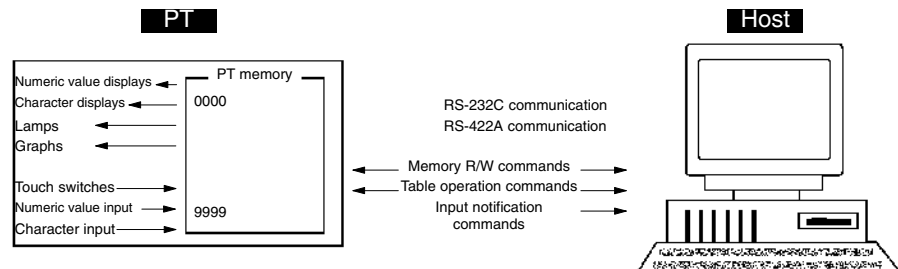 PT
Host
Numeric value displays
Character displays
Lamps
Graphs
Touch switches
Numeric value input
Character input
PT memory
0000
9999
RS-232C communication
RS-422A communication
Memory R/W commands
Table operation commands
Input notification
commands